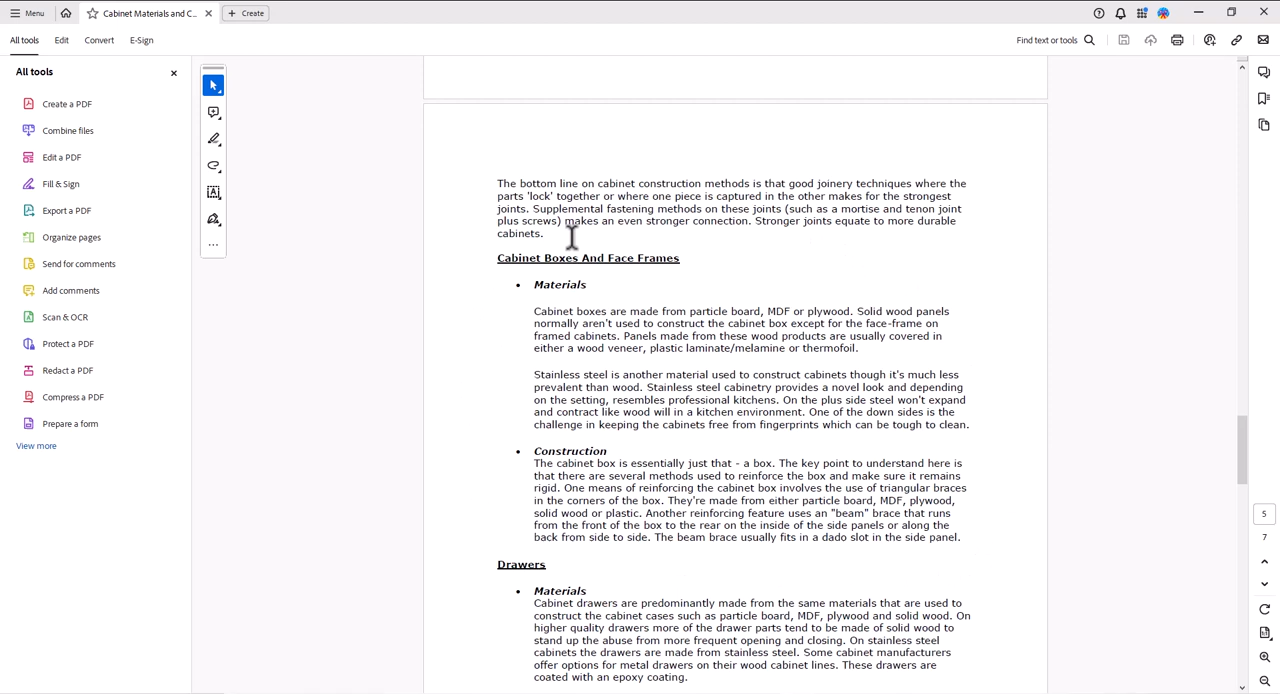 Menu
Cabinet Materials and C...
Create
All tools
Edit
Convert
E-Sign
Find text or tools
All tools
Create a PDF
Combine files
Edit a PDF
Fill & Sign
Export a PDF
Organize pages
Send for comments
Add comments
Scan & OCR
Protect a PDF
Redact a PDF
Compress a PDF
Prepare a form
View more
The bottom line on cabinet construction methods is that good joinery techniques where the
parts 'lock' together or where one piece is captured in the other makes for the strongest
joints. Supplemental fastening methods on these joints (such as a mortise and tenon joint
plus screws) makes an even stronger connection. Stronger joints equate to more durable
cabinets.
Cabinet Boxes And Face Frames
• Materials
Cabinet boxes are made from particle board, MDF or plywood. Solid wood panels
normally aren't used to construct the cabinet box except for the face-frame on
framed cabinets. Panels made from these wood products are usually covered in
either a wood veneer, plastic laminate/melamine or thermofoil.
Stainless steel is another material used to construct cabinets though it's much less
prevalent than wood. Stainless steel cabinetry provides a novel look and depending
on the setting, resembles professional kitchens. On the plus side steel won't expand
and contract like wood will in a kitchen environment. One of the down sides is the
challenge in keeping the cabinets free from fingerprints which can be tough to clean.
• Construction
The cabinet box is essentially just that - a box. The key point to understand here is
that there are several methods used to reinforce the box and make sure it remains
rigid. One means of reinforcing the cabinet box involves the use of triangular braces
in the corners of the box. They're made from either particle board, MDF, plywood,
solid wood or plastic. Another reinforcing feature uses an "beam" brace that runs
from the front of the box to the rear on the inside of the side panels or along the
back from side to side. The beam brace usually fits in a dado slot in the side panel.
Drawers
• Materials
Cabinet drawers are predominantly made from the same materials that are used to
construct the cabinet cases such as particle board, MDF, plywood and solid wood. On
higher quality drawers more of the drawer parts tend to be made of solid wood to
stand up the abuse from more frequent opening and closing. On stainless steel
cabinets the drawers are made from stainless steel. Some cabinet manufacturers
offer options for metal drawers on their wood cabinet lines. These drawers are
coated with an epoxy coating.
5
7